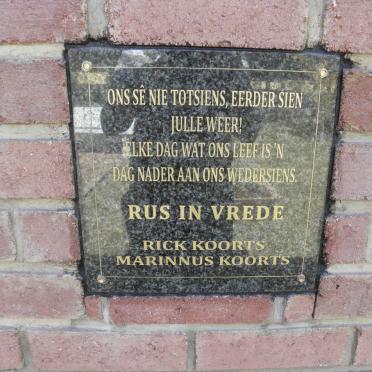 ONS SÊ NIE TOTSIENS, EERDER SIEN
JULLE WEER!
ELKE DAG WAT ONS LEEF IS 'N
DAG NADER AAN ONS WEDERSIENS.
RUS IN VREDE
RICK KOORTS
MARINNUS KOORTS